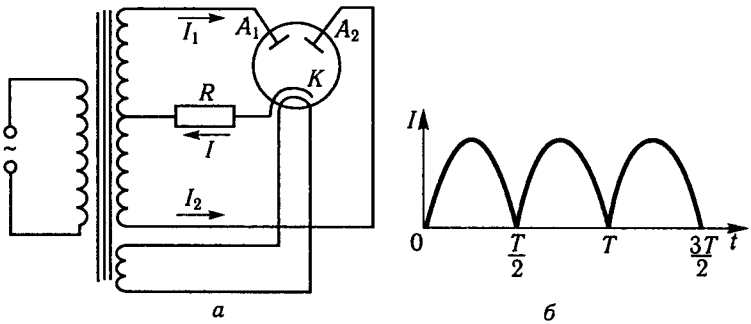 I₁ A₁ A₂
K
R
~
I
I₂
I
0 T/2 T 3T/2 t
а б